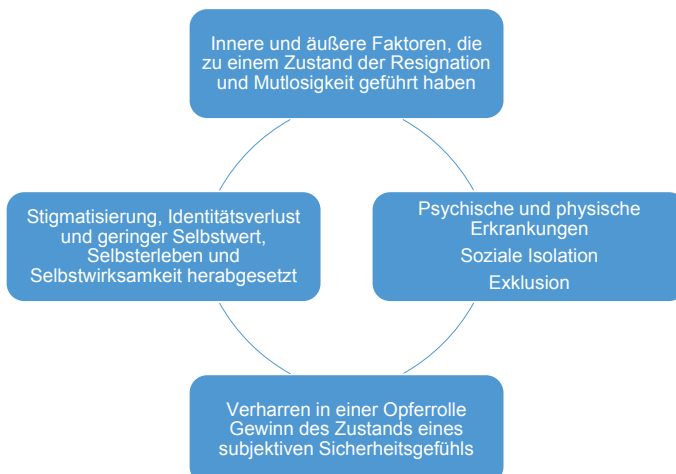 Innere und äußere Faktoren, die
zu einem Zustand der Resignation
und Mutlosigkeit geführt haben
Stigmatisierung, Identitätsverlust
und geringer Selbstwert,
Selbsterleben und
Selbstwirksamkeit herabgesetzt
Psychische und physische
Erkrankungen
Soziale Isolation
Exklusion
Verharren in einer Opferrolle
Gewinn des Zustands eines
subjektiven Sicherheitsgefühls